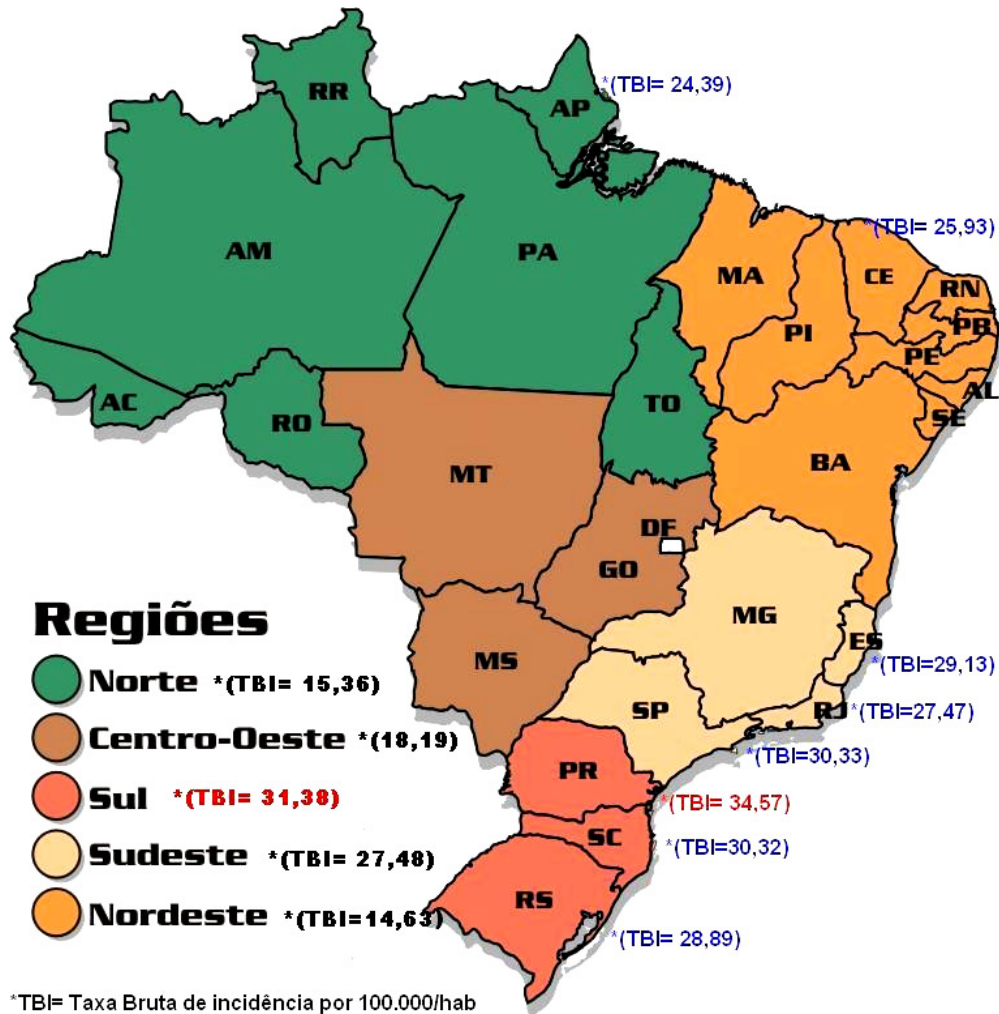 RR
AP
*(TBI= 24,39)
AM
PA
*(TBI= 25,93)
MA
CE
RN
PI
PB
PE
AC
RO
TO
AL
SE
MT
BA
DF
GO
MG
Regiões
ES
MS
*(TBI=29,13)
Norte *(TBI= 15,36)
SP
RJ *(TBI=27,47)
Centro-Oeste *(18,19)
*(TBI=30,33)
PR
Sul *(TBI= 31,38)
*(TBI= 34,57)
SC
*(TBI=30,32)
Sudeste *(TBI= 27,48)
RS
Nordeste *(TBI=14,63)
*(TBI= 28,89)
*TBI= Taxa Bruta de incidência por 100.000/hab